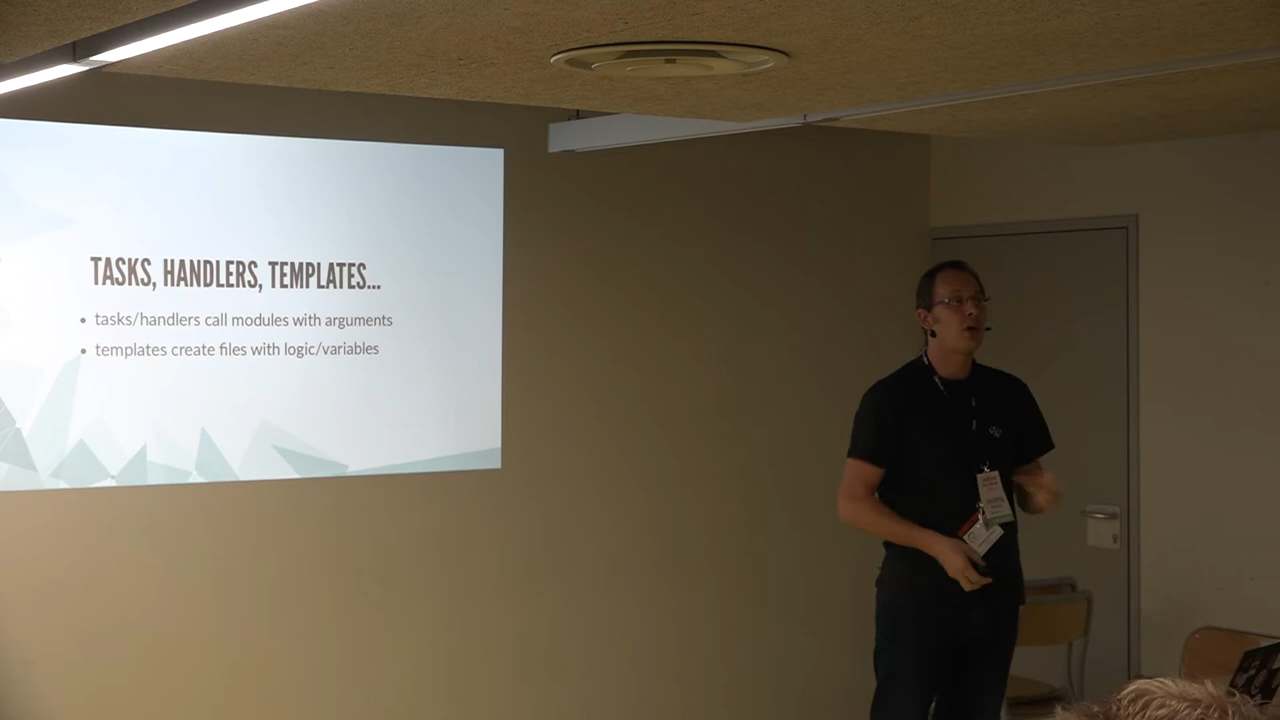 TASKS, HANDLERS, TEMPLATES...
• tasks/handlers call modules with arguments
• templates create files with logic/variables